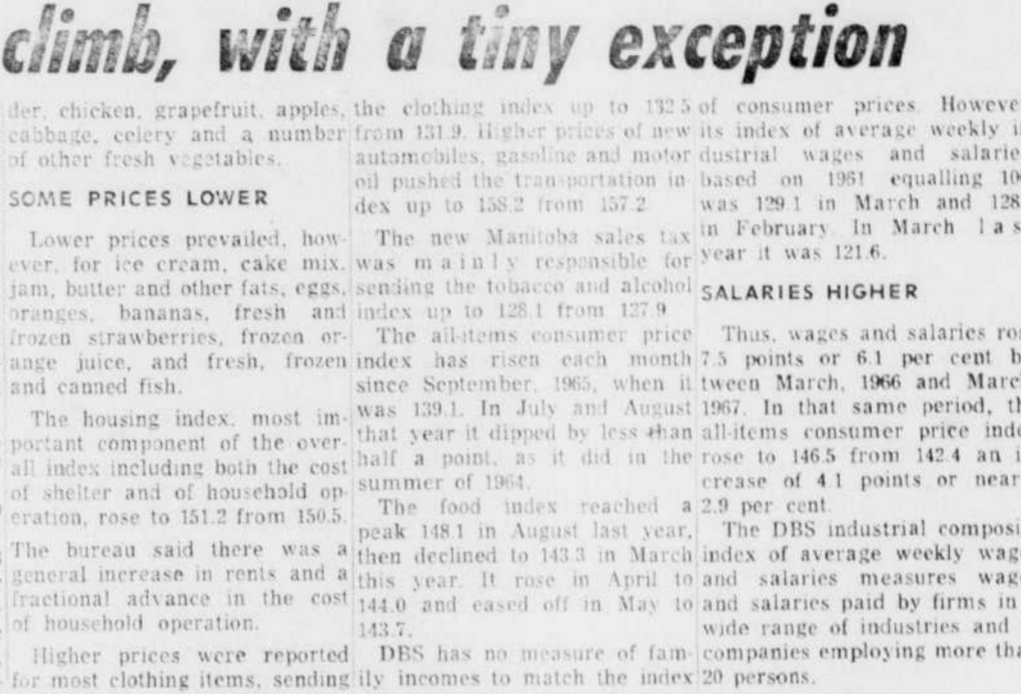 climb, with a tiny exception
der, chicken, grapefruit, apples,
cabbage, celery and a number
of other fresh vegetables.
SOME PRICES LOWER
Lower prices prevailed, how-
ever, for ice cream, cake mix,
jam, butter and other fats, eggs,
oranges, bananas, fresh and
frozen strawberries, frozen or-
ange juice, and fresh, frozen
and canned fish.
The housing index, most im-
portant component of the over-
all index including both the cost
of shelter and of household op-
eration, rose to 151.2 from 150.5.
The bureau said there was a
general increase in rents and a
fractional advance in the cost
of household operation.
Higher prices were reported
for most clothing items, sending
the clothing index up to 132.5
from 131.9. Higher prices of new
automobiles, gasoline and motor
oil pushed the transportation in-
dex up to 158.2 from 157.2
The new Manitoba sales tax
was mainly responsible for
sending the tobacco and alcohol
index up to 128.1 from 127.9
The all-items consumer price
index has risen each month
since September, 1965, when it
was 139.1. In July and August
that year it dipped by less than
half a point, as it did in the
summer of 1964.
The food index reached a
peak 148.1 in August last year,
then declined to 143.3 in March
this year. It rose in April to
144.0 and eased off in May to
143.7.
DBS has no measure of fam-
ily incomes to match the index
of consumer prices. Howeve
its index of average weekly i
dustrial wages and salarie
based on 1961 equalling 10
was 129.1 in March and 128
in February. In March las
year it was 121.6.
SALARIES HIGHER
Thus, wages and salaries ro
7.5 points or 6.1 per cent b
tween March, 1966 and Marc
1967. In that same period, th
all-items consumer price inde
rose to 146.5 from 142.4 an i
crease of 4.1 points or near
2.9 per cent.
The DBS industrial composi
index of average weekly wag
and salaries measures wag
and salaries paid by firms in
wide range of industries and
companies employing more tha
20 persons.